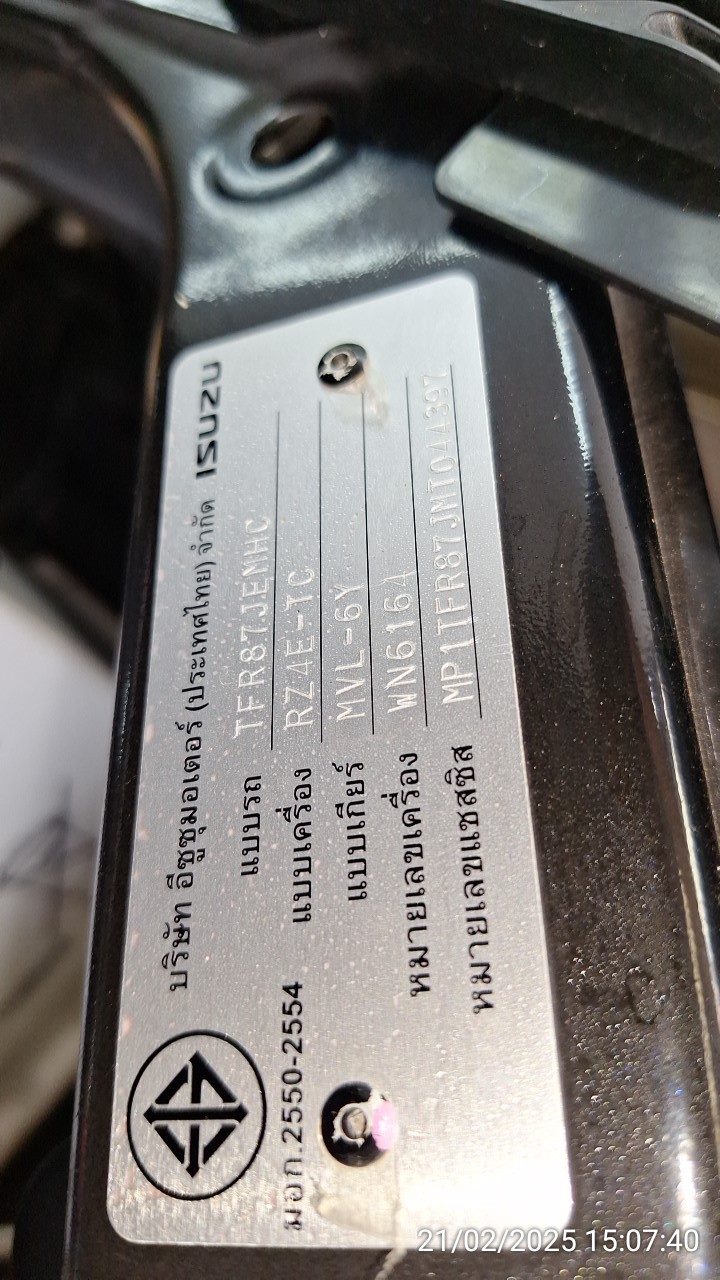 บริษัท อีซูซุมอเตอร์ (ประเทศไทย) จำกัด ISUZU
แบบรถ TFR87JEMHC
แบบเครื่อง RZ4E-TC
แบบเกียร์ MVL-6Y
หมายเลขเครื่อง WN6164
หมายเลขแชสซิส MP1TFR87JMT044397
มอก.2550-2554
21/02/2025 15:07:40